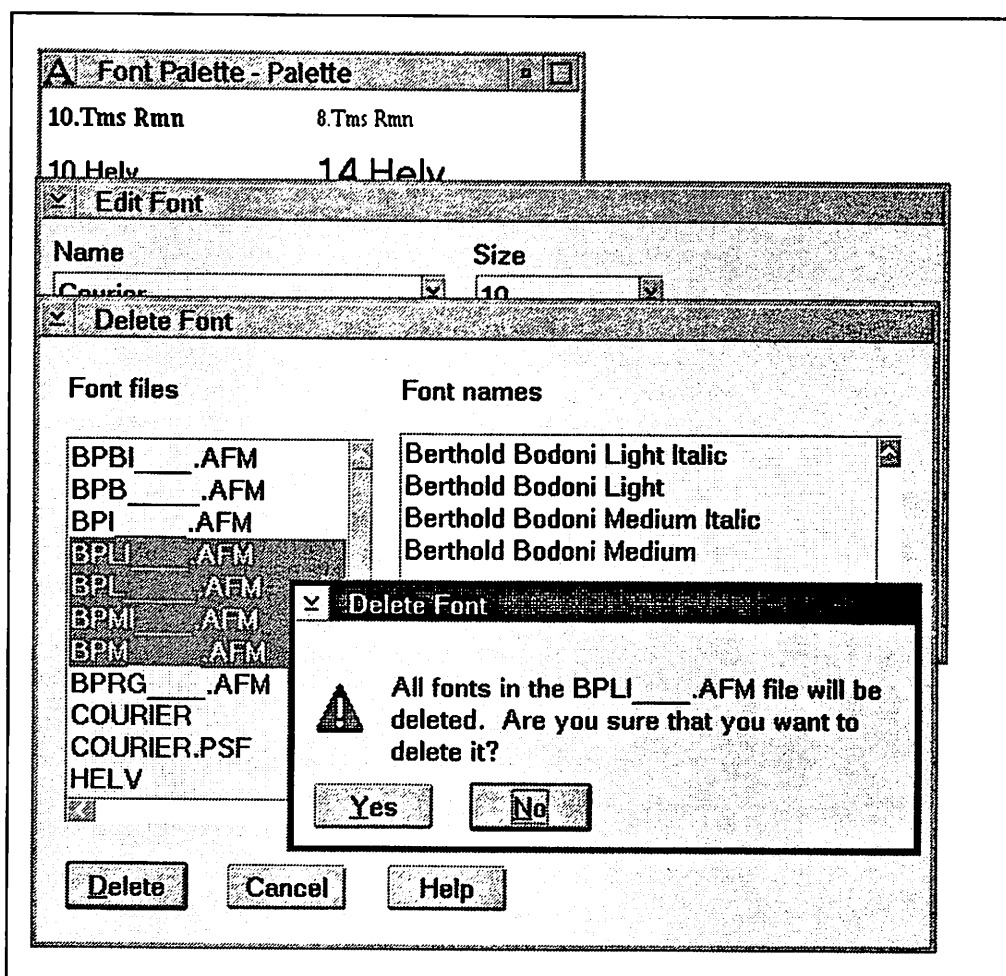 A Font Palette - Palette
10.Tms Rmn 8.Tms Rmn
10.Helv 14.Helv
Edit Font
Name Size
Courier 10
Delete Font
Font files Font names
BPBI____.AFM
BPB_____.AFM
BPI_____.AFM
BPLI____.AFM
BPL_____.AFM
BPMI____.AFM
BPM_____.AFM
BPRG____.AFM
COURIER
COURIER.PSF
HELV
Berthold Bodoni Light Italic
Berthold Bodoni Light
Berthold Bodoni Medium Italic
Berthold Bodoni Medium
Delete Font
All fonts in the BPLI____.AFM file will be
deleted. Are you sure that you want to
delete it?
Yes No
Delete Cancel Help